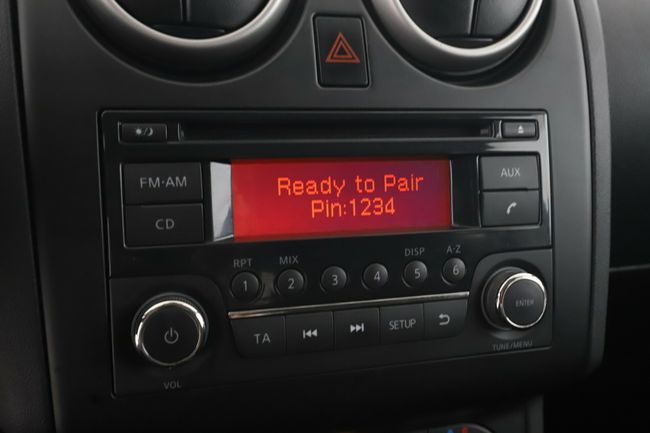 FM·AM
CD
Ready to Pair
Pin:1234
AUX
RPT
MIX
DISP
A·Z
1
2
3
4
5
6
TA
SETUP
ENTER
VOL
TUNE/MENU